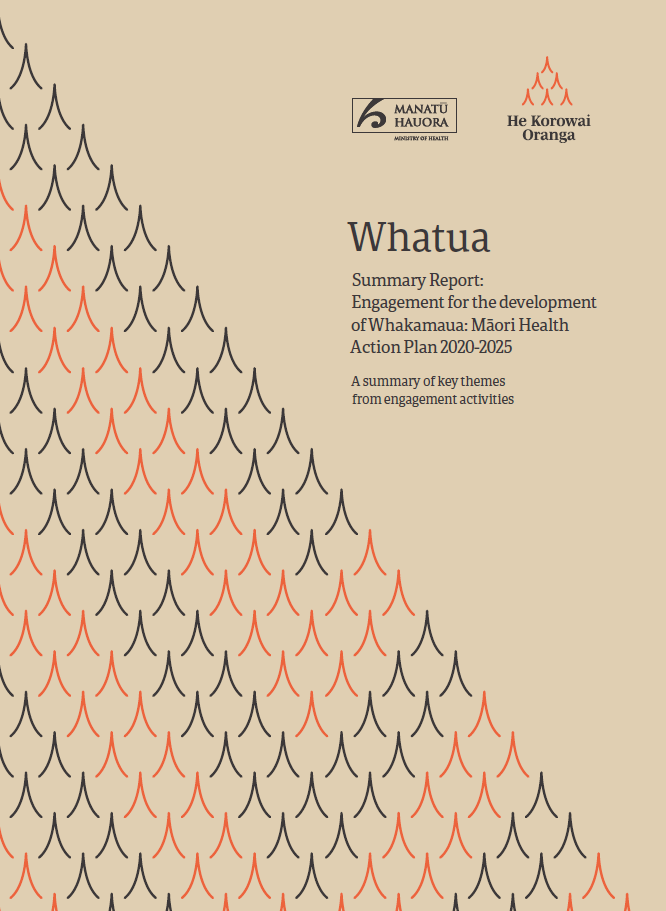 MANATŪ
HAUORA
MINISTRY OF HEALTH
He Korowai
Oranga
Whatua
Summary Report:
Engagement for the development
of Whakamaua: Māori Health
Action Plan 2020-2025
A summary of key themes
from engagement activities